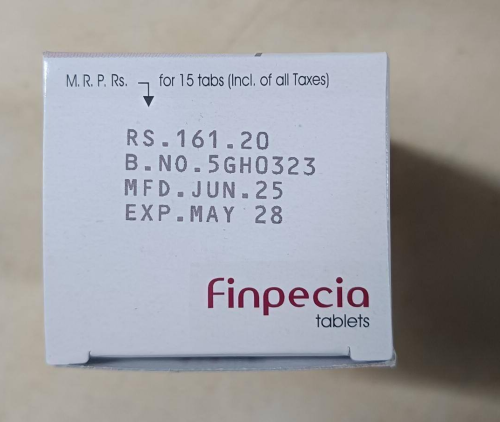 M. R. P. Rs. for 15 tabs (Incl. of all Taxes)
RS.161.20
B.NO.5GH0323
MFD.JUN.25
EXP.MAY 28
Finpecia
tablets